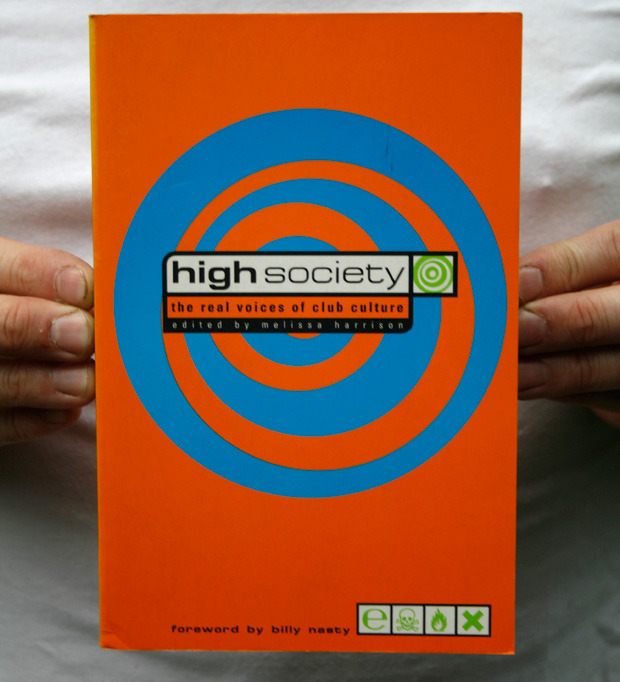 high society
the real voices of club culture
edited by melissa harrison
foreword by billy nasty
e